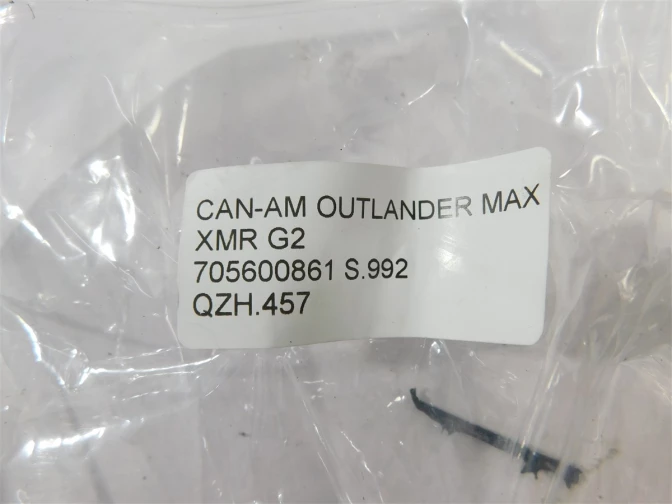 CAN-AM OUTLANDER MAX
XMR G2
705600861 S.992
QZH.457